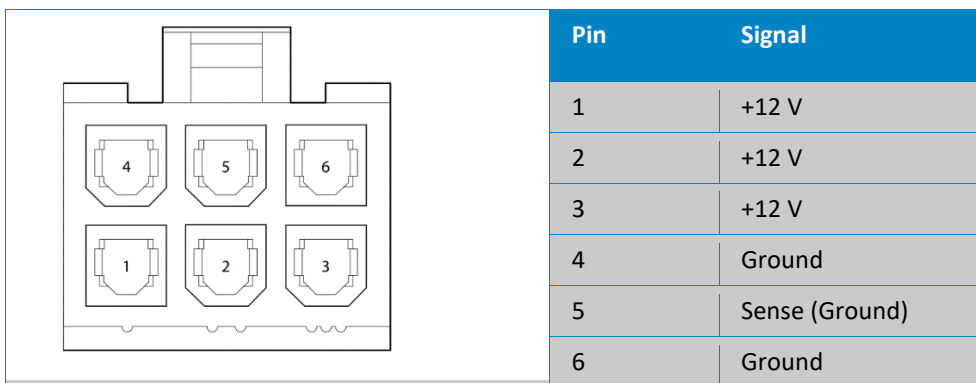 4 5 6
1 2 3
Pin Signal
1 +12 V
2 +12 V
3 +12 V
4 Ground
5 Sense (Ground)
6 Ground